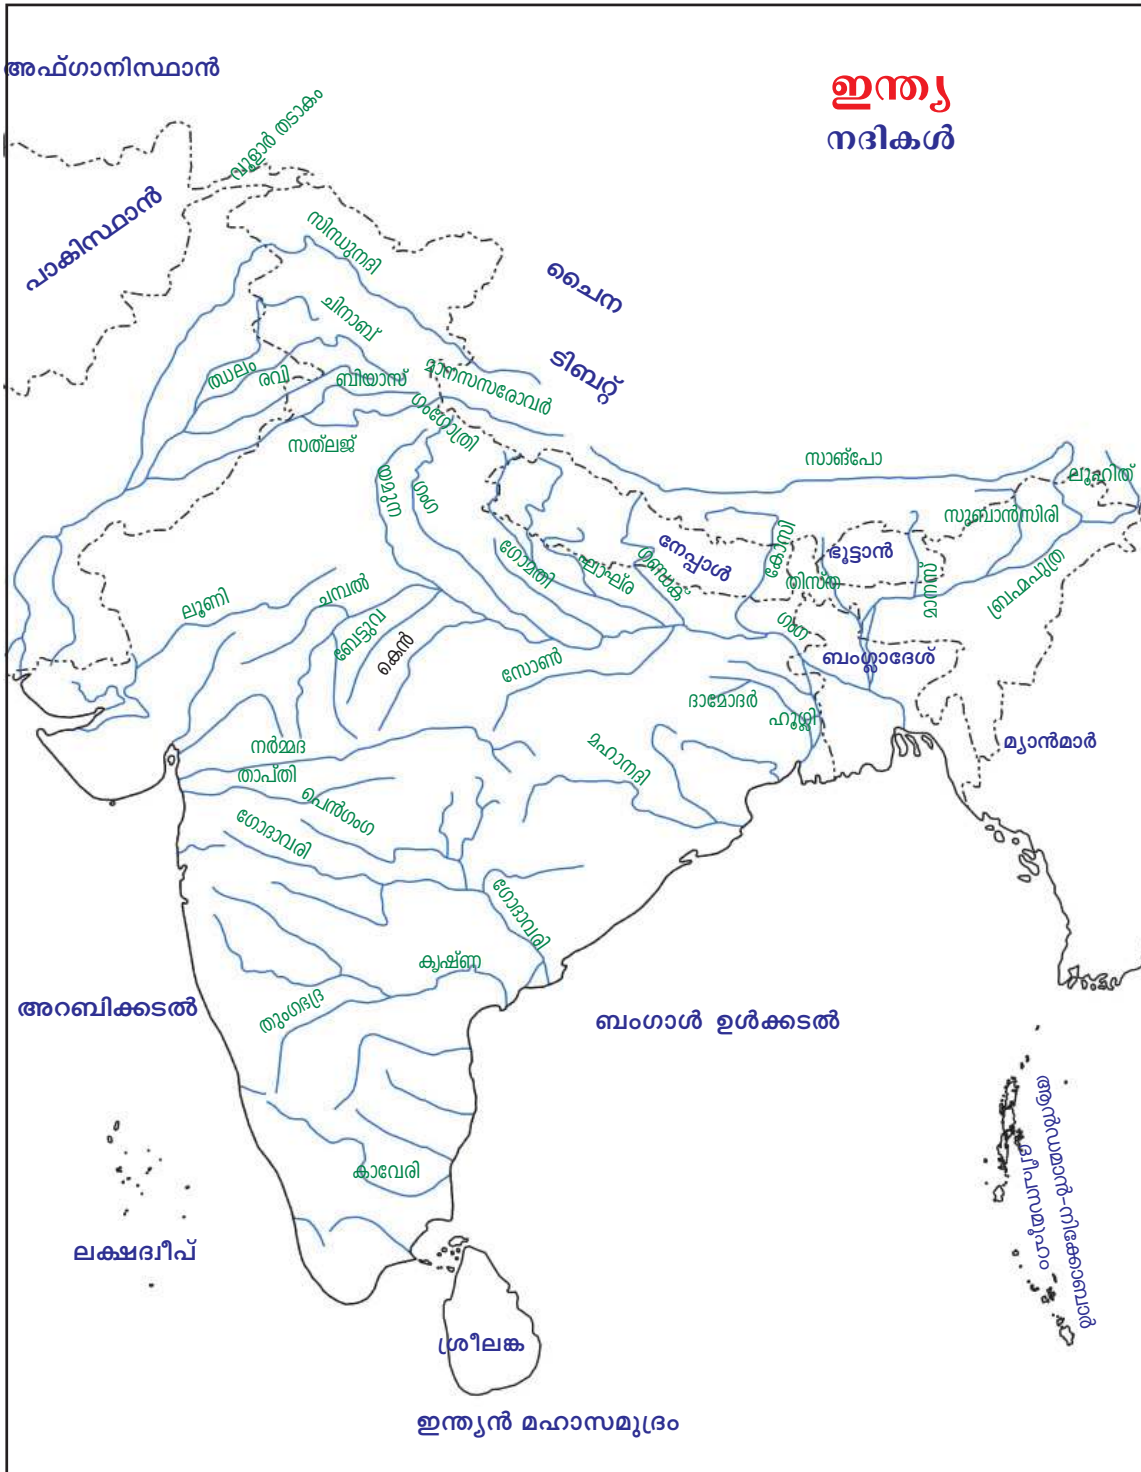 അഫ്ഗാനിസ്ഥാൻ
ഇന്ത്യ
നദികൾ
വൂളാർ തടാകം
പാകിസ്ഥാൻ
സിന്ധുനദി
ചൈന
ചിനാബ്
ടിബറ്റ്
ഝലം
രവി
ബിയാസ്
മാനസസരോവർ
ഗംഗോത്രി
സത്‌ലജ്
സാങ്പോ
ലൂഹിത്
യമുന
ഗംഗ
സുബാൻസിരി
ഗോമതി
ഘാഘ്ര
ഗണ്ഡക്
നേപ്പാൾ
കോസി
ഭൂട്ടാൻ
തിസ്ത
മാനസ്
ബ്രഹ്മപുത്ര
ലൂണി
ചമ്പൽ
ബേട്ടുവ
കെൻ
ഗംഗ
സോൺ
ബംഗ്ലാദേശ്
ദാമോദർ
ഹൂഗ്ലി
നർമ്മദ
താപ്തി
മഹാനദി
മ്യാൻമാർ
പെൻഗംഗ
ഗോദാവരി
ഗോദാവരി
കൃഷ്ണ
തുംഗഭദ്ര
അറബിക്കടൽ
ബംഗാൾ ഉൾക്കടൽ
ആൻഡമാൻ-നിക്കോബാർ
ദ്വീപസമൂഹം
കാവേരി
ലക്ഷദ്വീപ്
ശ്രീലങ്ക
ഇന്ത്യൻ മഹാസമുദ്രം